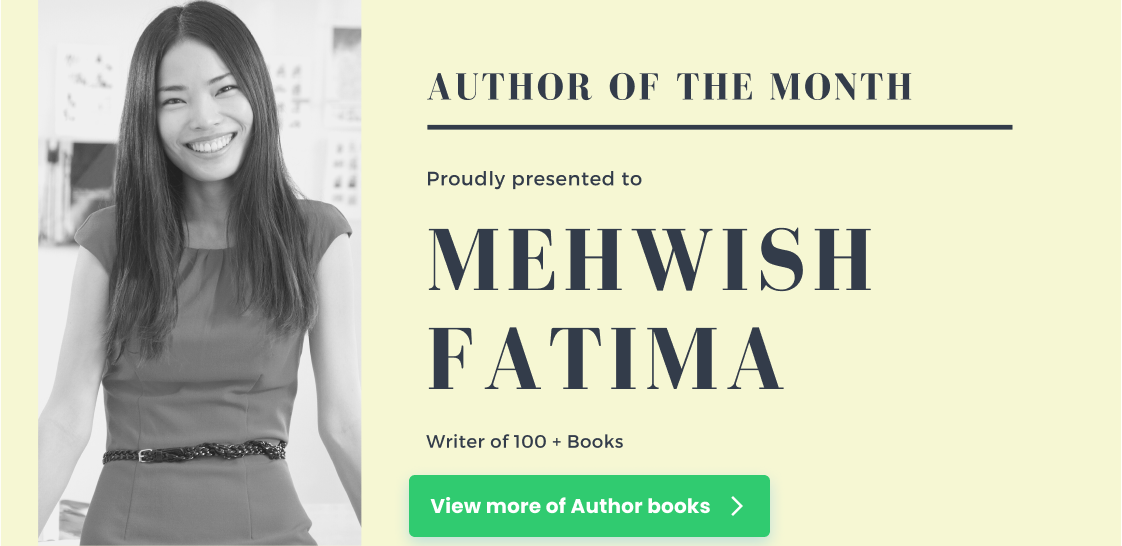 AUTHOR OF THE MONTH
Proudly presented to
MEHWISH
FATIMA
Writer of 100 + Books
View more of Author books